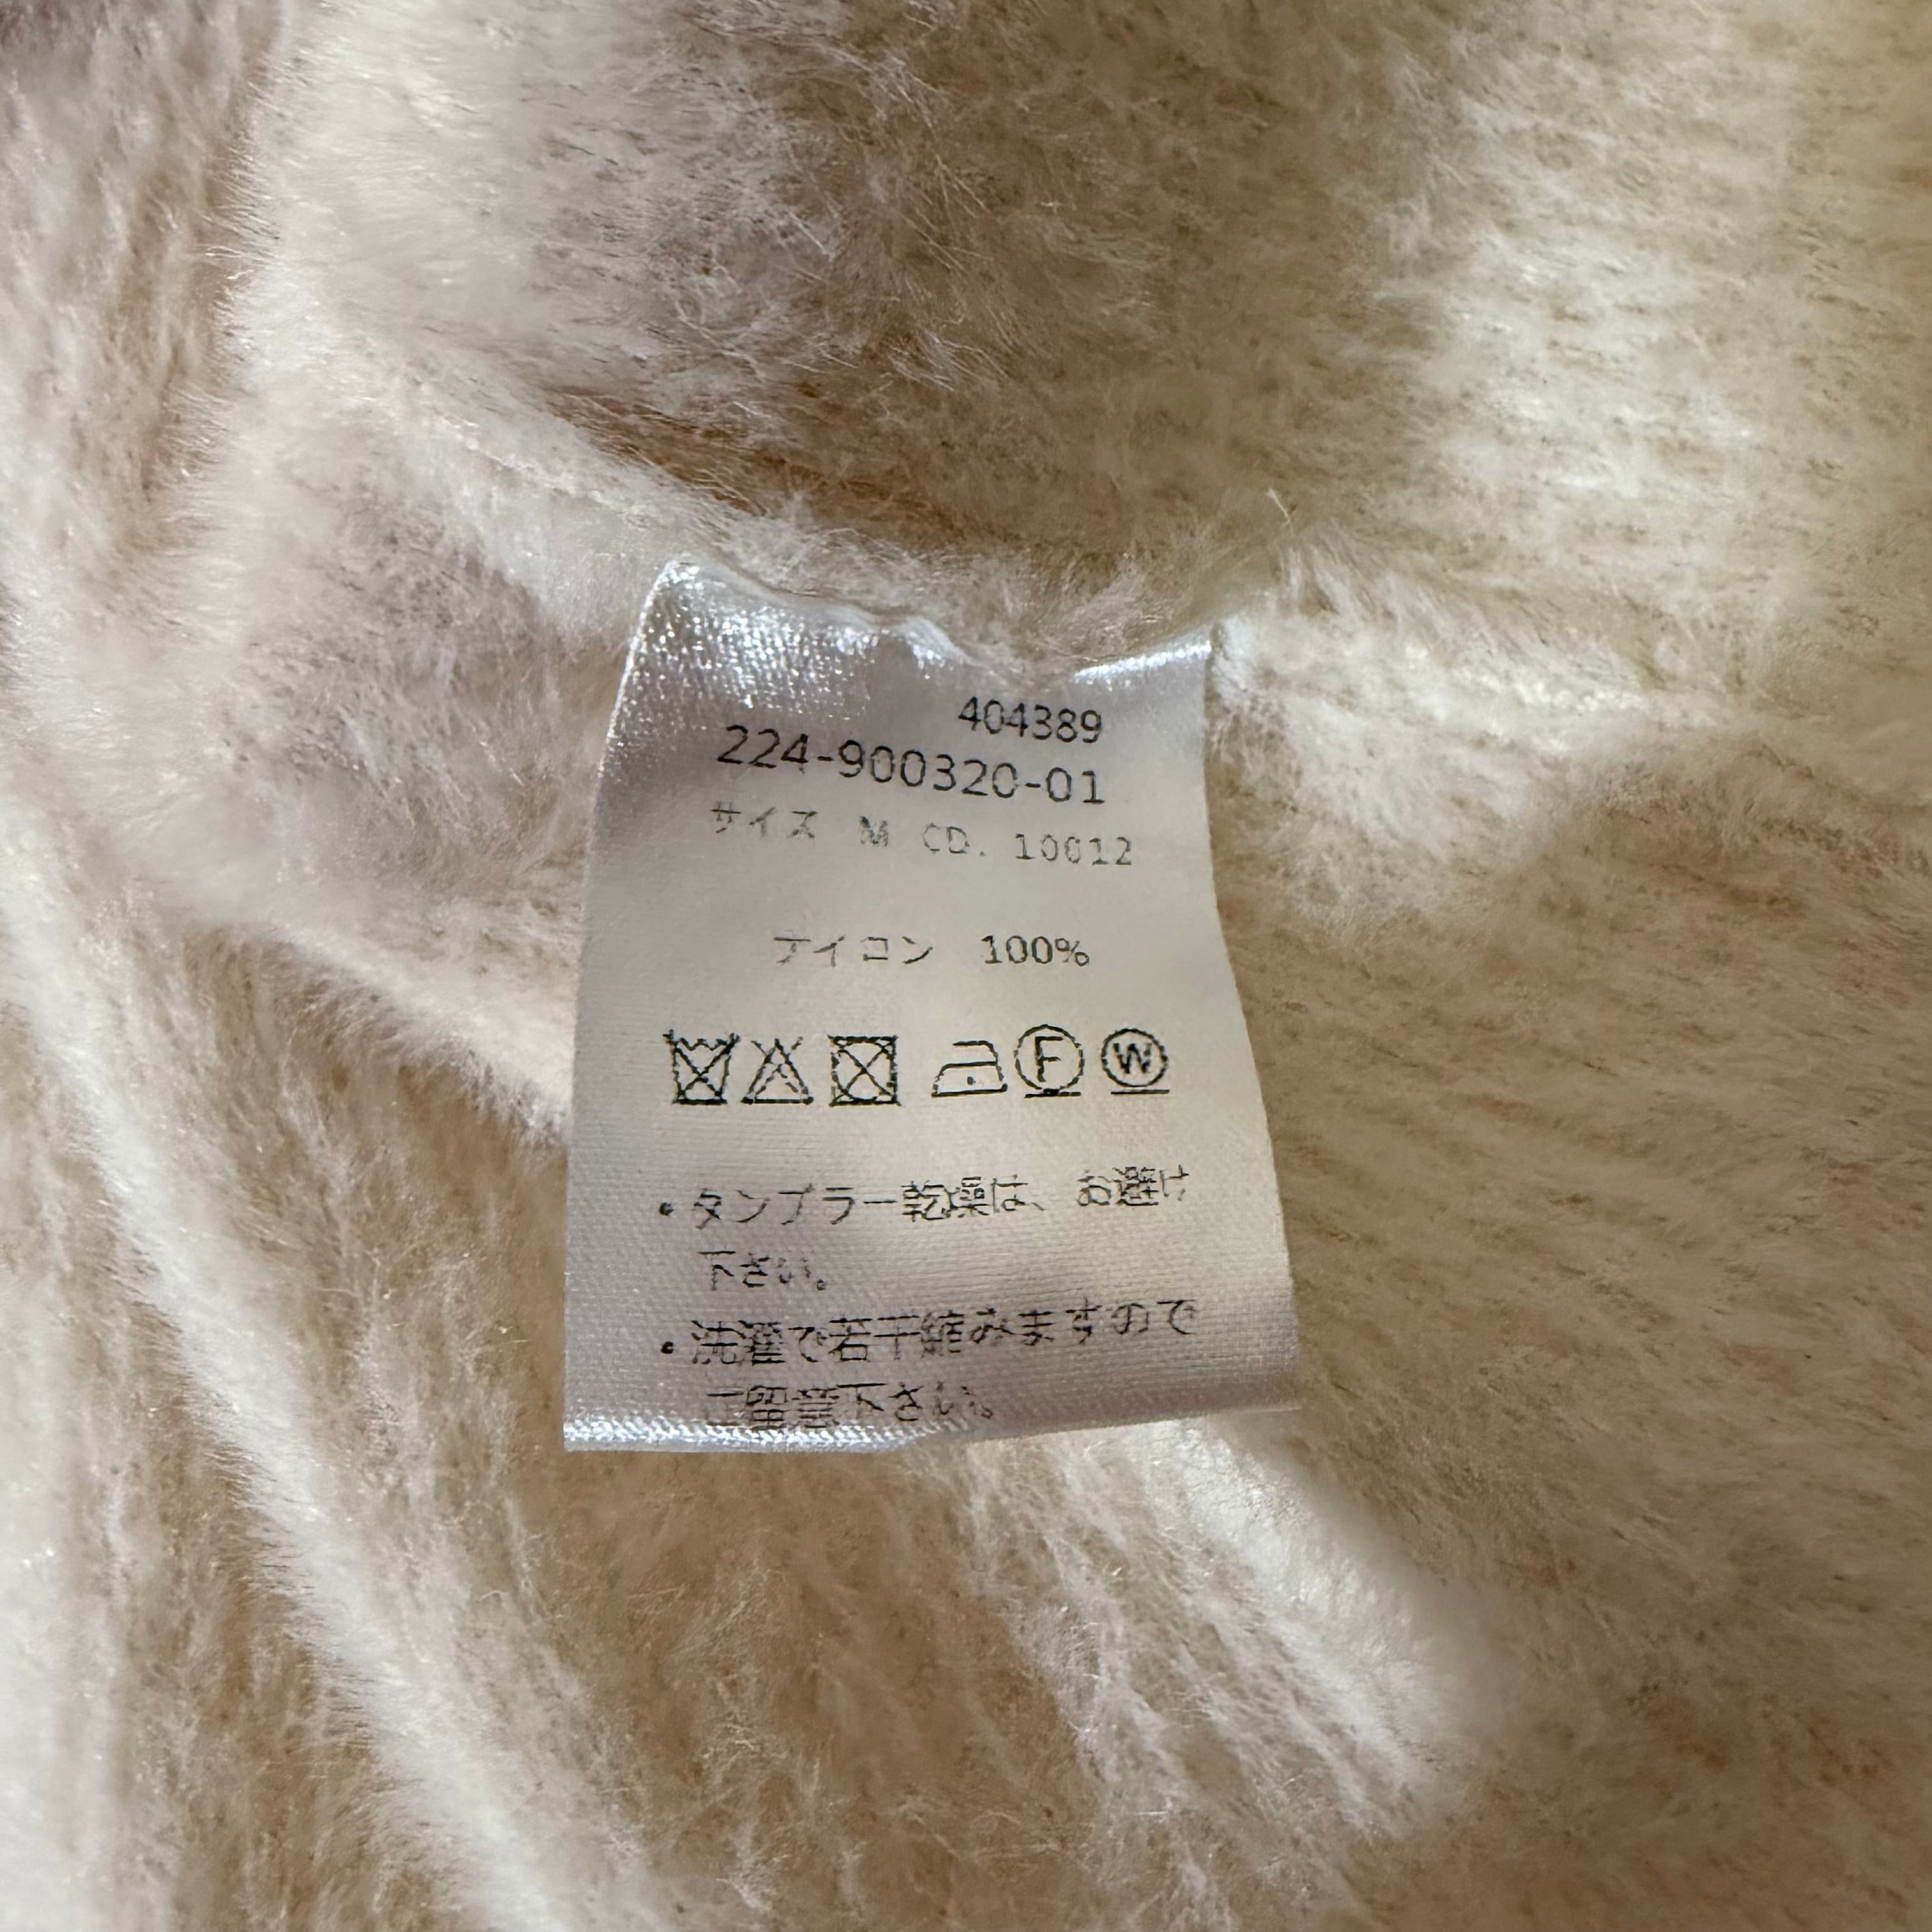 404389
224-900320-01
サイズ M CD. 10012
ナイロン 100%
F W
・タンブラー乾燥は、お避け
下さい。
・洗濯で若干縮みますので
ご留意下さい。